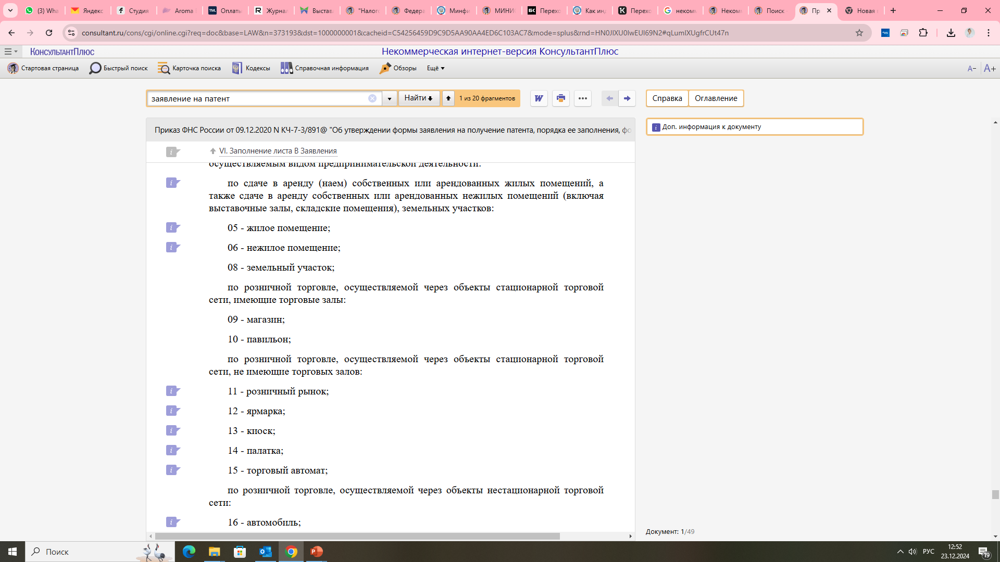 (3) Wha
Яндекс
Студия
Aroma
Оплаты
Журнал
Выстав
"Налог
Федера
Минфи
МИНИ
Перехо
Как ин
Перехо
неком
Неком
Поиск
Пр
Новая
consultant.ru/cons/cgi/online.cgi?req=doc&base=LAW&n=373193&dst=1000000001&cacheid=C54256459D9C9D5AA90AA4ED6C103AC7&mode=splus&rnd=HN0JIXU0lwEUI69N2#qLumIXUgfrCUt47n
КонсультантПлюс
Некоммерческая интернет-версия КонсультантПлюс
Стартовая страница
Быстрый поиск
Карточка поиска
Кодексы
Справочная информация
Обзоры
Ещё
A−
A+
заявление на патент
Найти
1 из 20 фрагментов
Справка
Оглавление
Приказ ФНС России от 09.12.2020 N КЧ-7-3/891@ "Об утверждении формы заявления на получение патента, порядка ее заполнения, фо
Доп. информация к документу
VI. Заполнение листа В Заявления
осуществляемым видом предпринимательской деятельности:
по сдаче в аренду (наем) собственных или арендованных жилых помещений, а
также сдаче в аренду собственных или арендованных нежилых помещений (включая
выставочные залы, складские помещения), земельных участков:
05 - жилое помещение;
06 - нежилое помещение;
08 - земельный участок;
по розничной торговле, осуществляемой через объекты стационарной торговой
сети, имеющие торговые залы:
09 - магазин;
10 - павильон;
по розничной торговле, осуществляемой через объекты стационарной торговой
сети, не имеющие торговых залов:
11 - розничный рынок;
12 - ярмарка;
13 - киоск;
14 - палатка;
15 - торговый автомат;
по розничной торговле, осуществляемой через объекты нестационарной торговой
сети:
16 - автомобиль;
Документ: 1/49
Поиск
РУС
12:52
23.12.2024
19